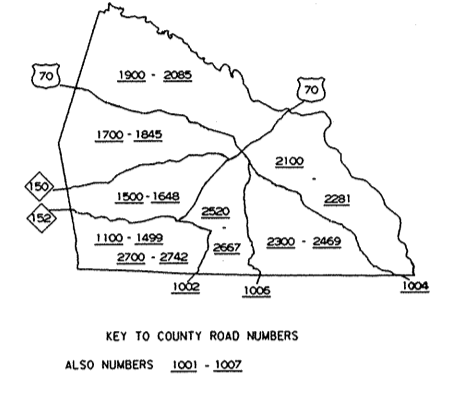 70
1900 - 2085
70
1700 - 1845
2100
-
2281
150
1500 - 1648
152
2520
-
2667
1100 - 1499
2300 - 2469
2700 - 2742
1002
1006
1004
KEY TO COUNTY ROAD NUMBERS
ALSO NUMBERS 1001 - 1007